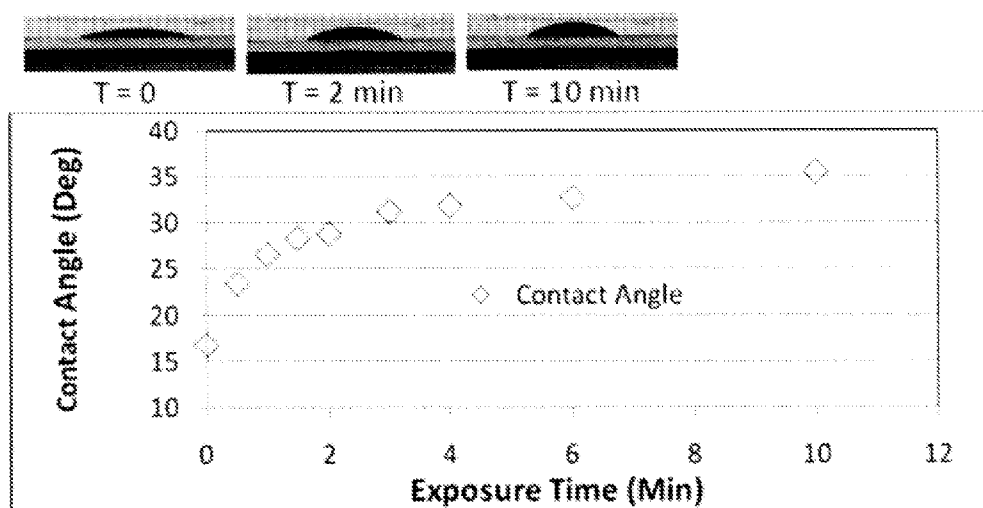 T = 0
T = 2 min
T = 10 min
40
35
30
25
20
15
10
Contact Angle (Deg)
Contact Angle
0 2 4 6 8 10 12
Exposure Time (Min)